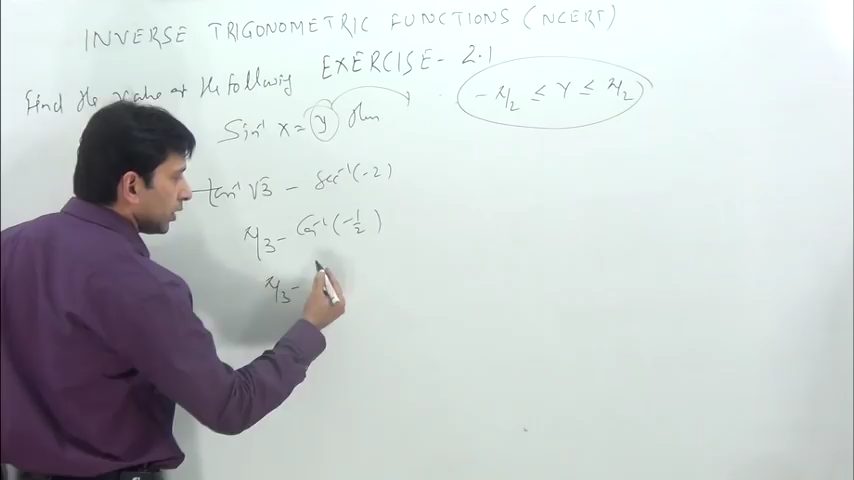 INVERSE TRIGONOMETRIC FUNCTIONS (NCERT)
EXERCISE- 2.1
Find the value of the following
Sin⁻¹ x = y then
-π/2 ≤ y ≤ π/2
tan⁻¹ √3 - Sec⁻¹(-2)
π/3 - Cos⁻¹(-1/2)
π/3 -